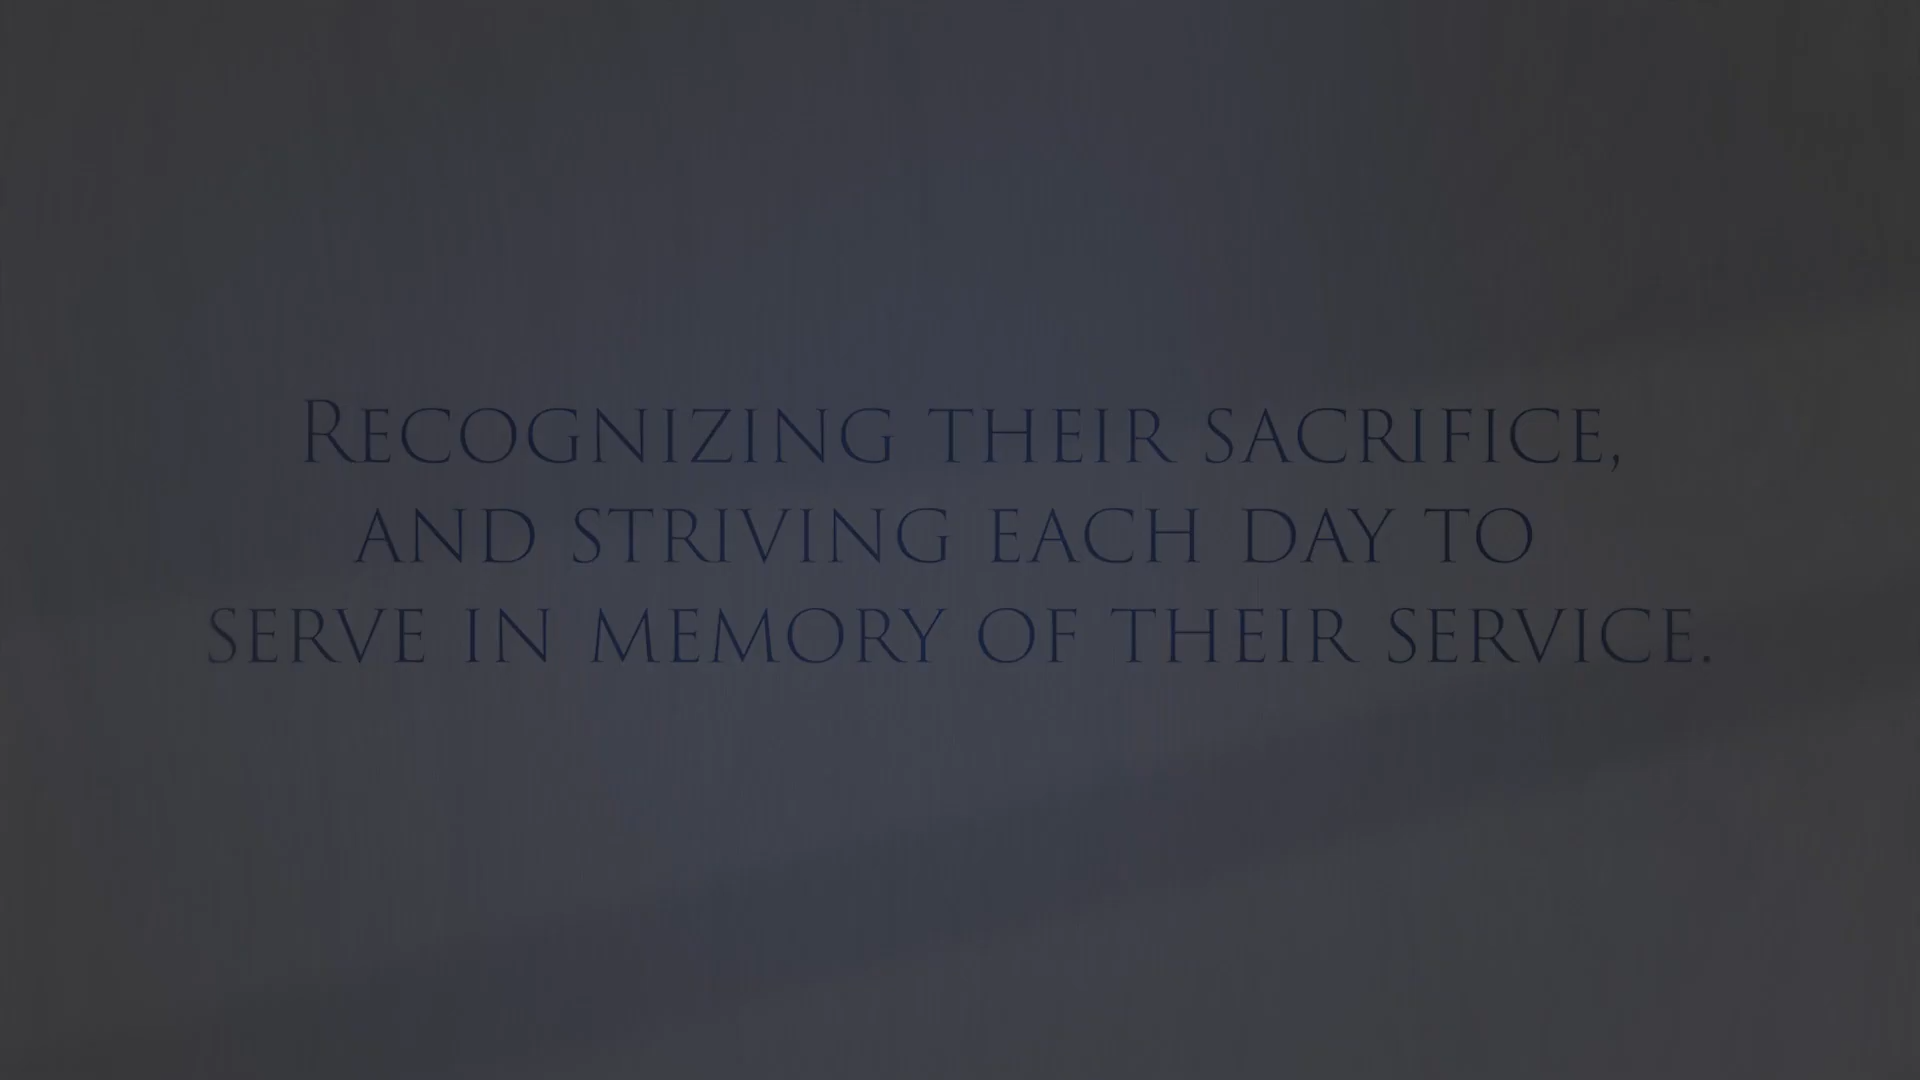 Recognizing their sacrifice,
and striving each day to
serve in memory of their service.